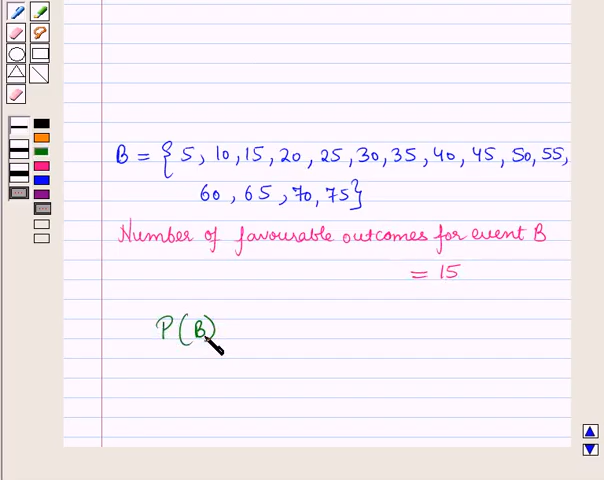 B = { 5, 10, 15, 20, 25, 30, 35, 40, 45, 50, 55,
60, 65, 70, 75}
Number of favourable outcomes for event B
= 15
P(B)